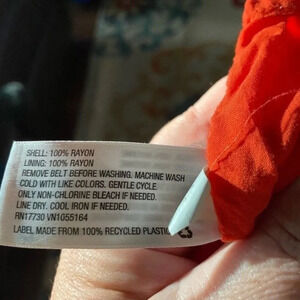 SHELL: 100% RAYON
LINING: 100% RAYON
REMOVE BELT BEFORE WASHING. MACHINE WASH
COLD WITH LIKE COLORS. GENTLE CYCLE.
ONLY NON-CHLORINE BLEACH IF NEEDED.
LINE DRY. COOL IRON IF NEEDED.
RN17730 VN1055164
LABEL MADE FROM 100% RECYCLED PLASTIC